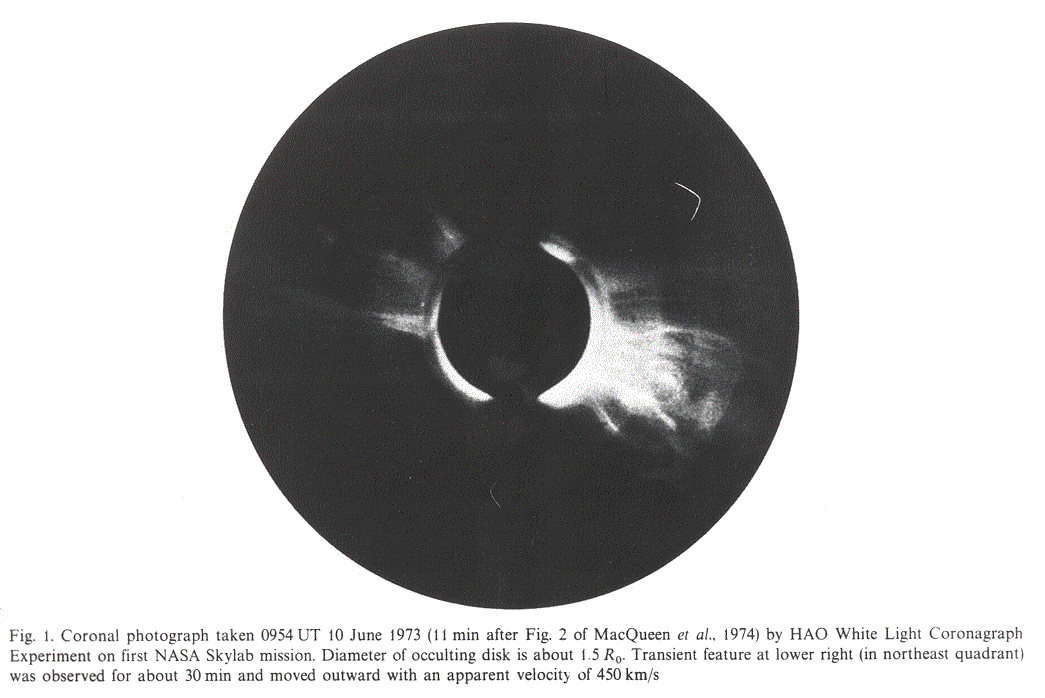 Fig. 1. Coronal photograph taken 0954 UT 10 June 1973 (11 min after Fig. 2 of MacQueen et al., 1974) by HAO White Light Coronagraph
Experiment on first NASA Skylab mission. Diameter of occulting disk is about 1.5 R₀. Transient feature at lower right (in northeast quadrant)
was observed for about 30 min and moved outward with an apparent velocity of 450 km/s